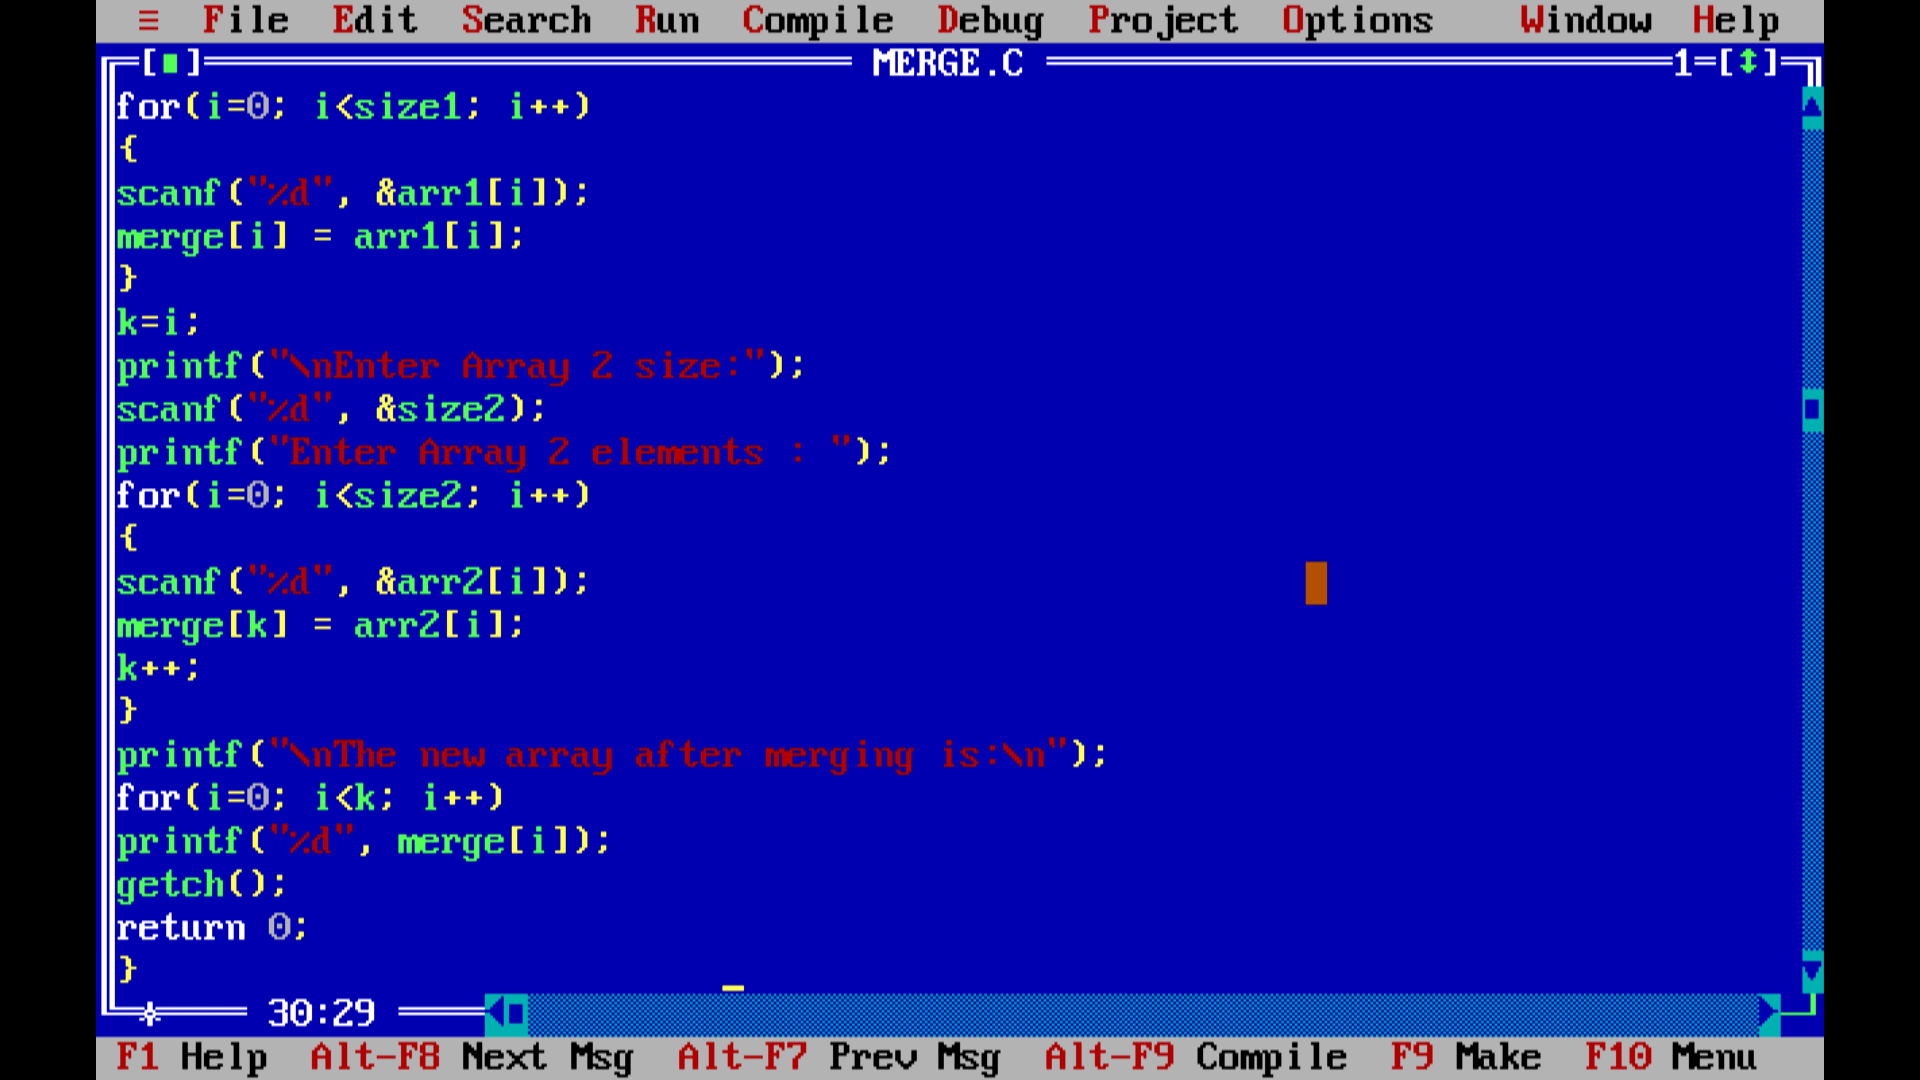 ≡ File Edit Search Run Compile Debug Project Options Window Help
[■] MERGE.C 1=[↕]
for(i=0; i<size1; i++)
{
scanf("%d", &arr1[i]);
merge[i] = arr1[i];
}
k=i;
printf("\nEnter Array 2 size:");
scanf("%d", &size2);
printf("Enter Array 2 elements : ");
for(i=0; i<size2; i++)
{
scanf("%d", &arr2[i]);
merge[k] = arr2[i];
k++;
}
printf("\nThe new array after merging is:\n");
for(i=0; i<k; i++)
printf("%d", merge[i]);
getch();
return 0;
}
30:29
F1 Help Alt-F8 Next Msg Alt-F7 Prev Msg Alt-F9 Compile F9 Make F10 Menu